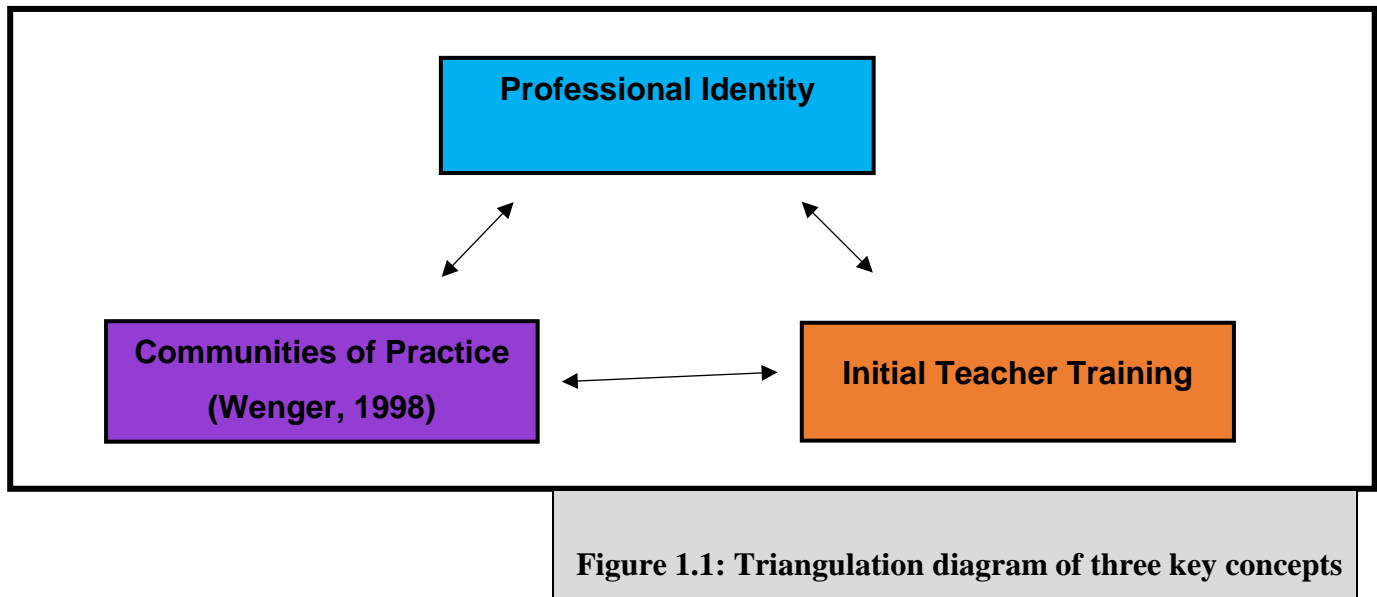 Professional Identity
Communities of Practice
(Wenger, 1998)
Initial Teacher Training
Figure 1.1: Triangulation diagram of three key concepts